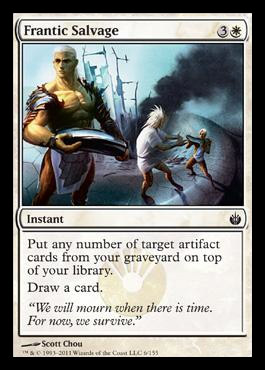 Frantic Salvage 3
Instant
Put any number of target artifact
cards from your graveyard on top
of your library.
Draw a card.
“We will mourn when there is time.
For now, we survive.”
Scott Chou
™ & © 1993–2011 Wizards of the Coast LLC 6/155